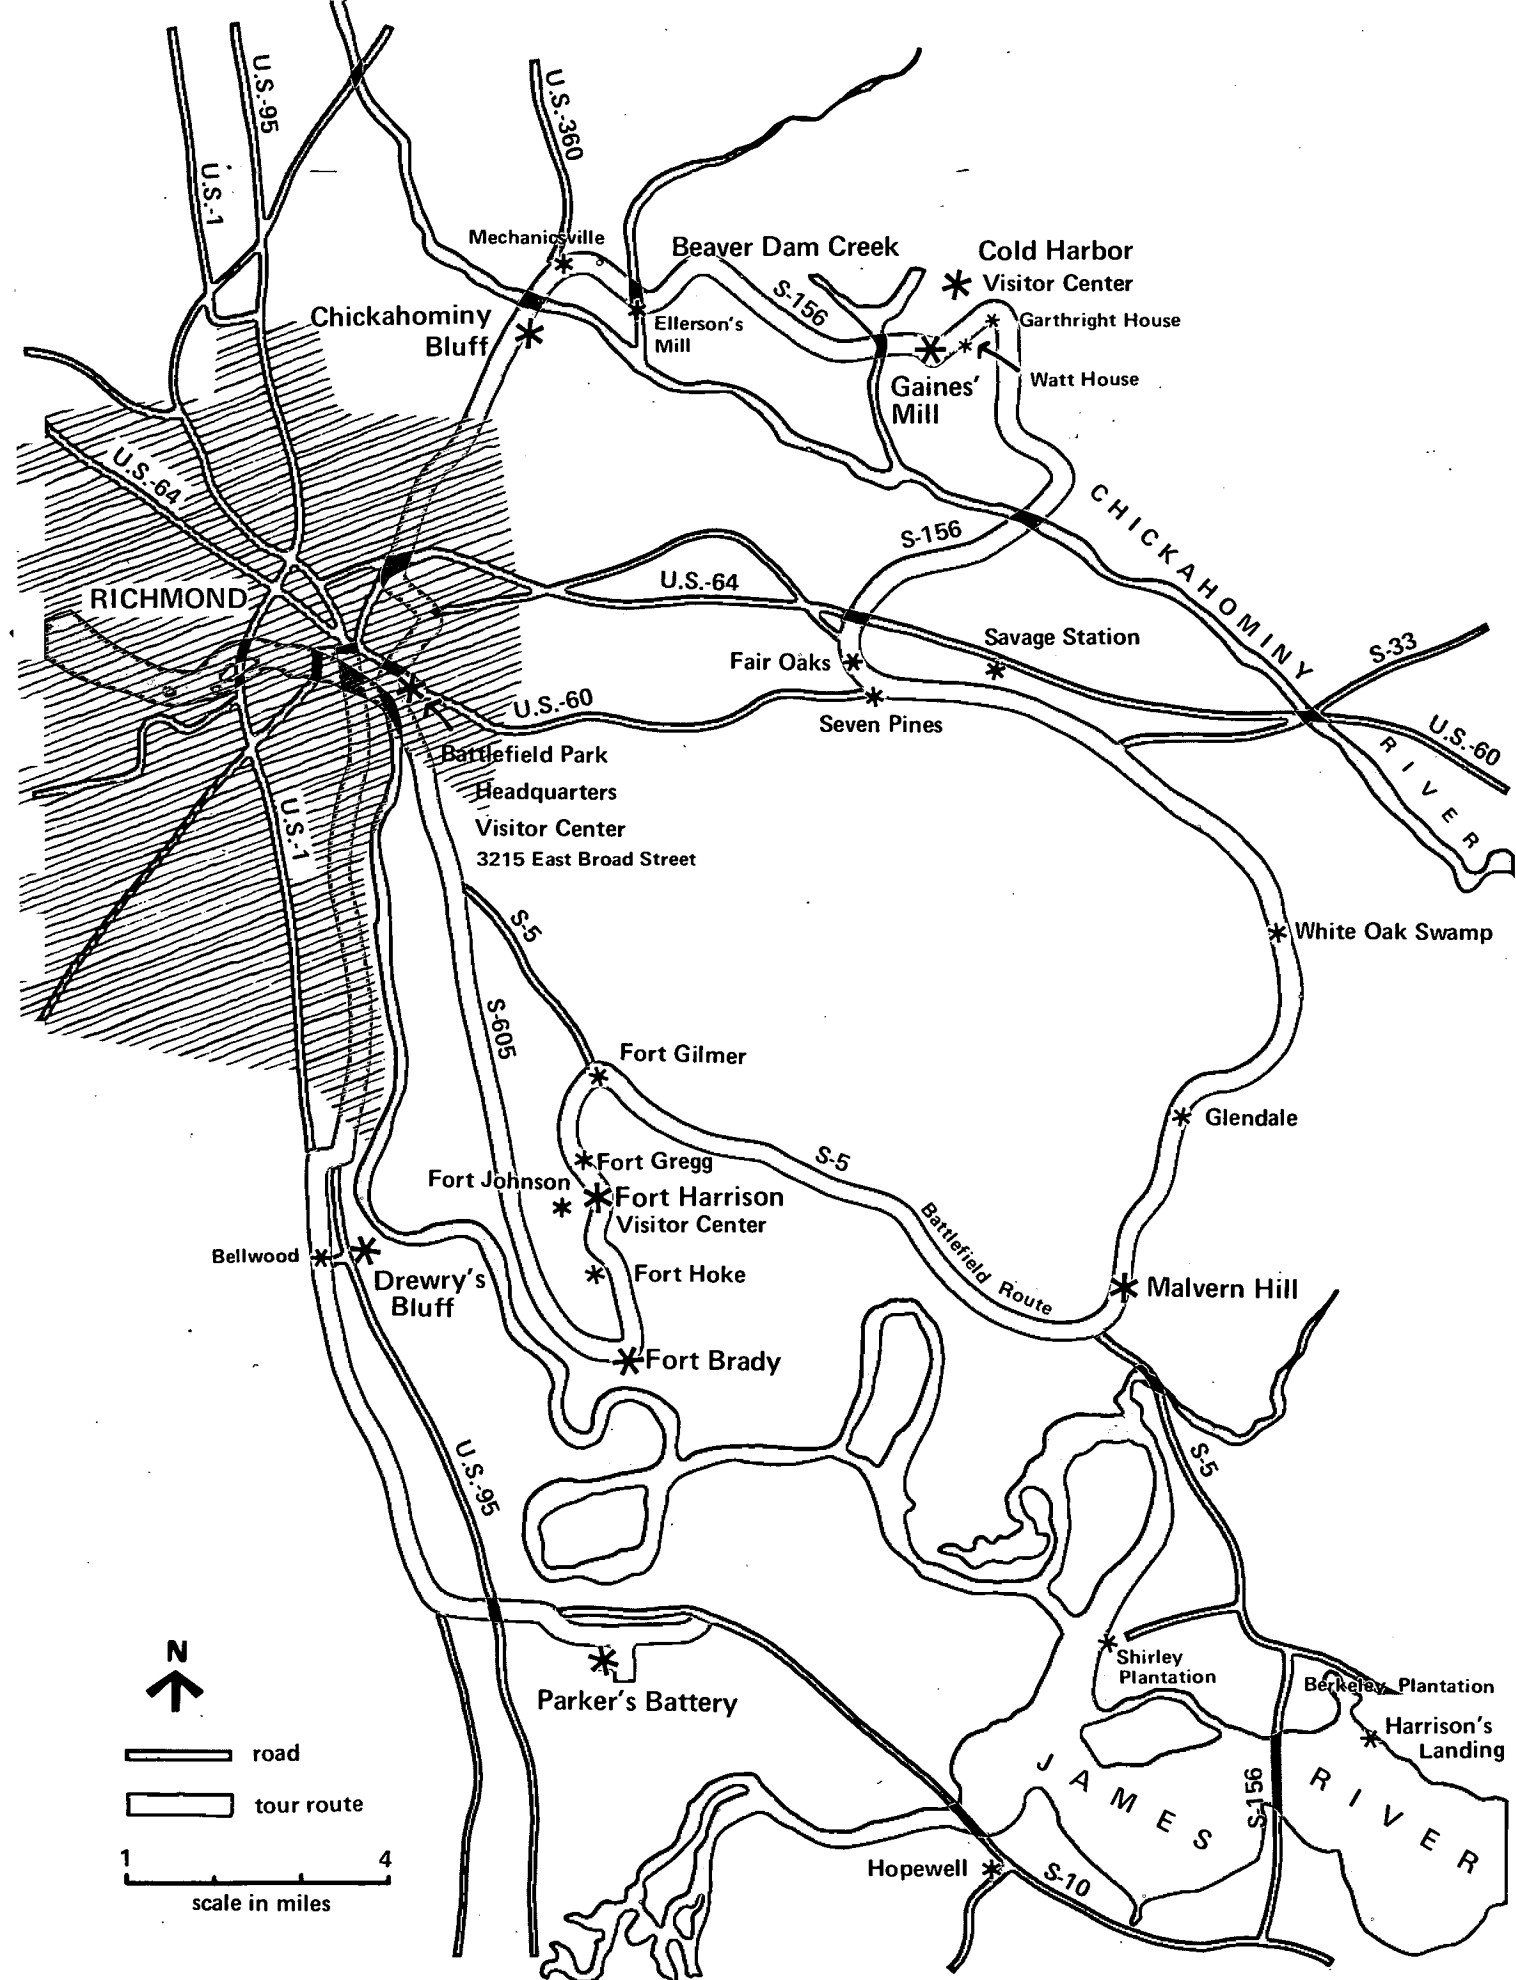 U.S.-95
U.S.-1
U.S.-360
Mechanicsville
Beaver Dam Creek
Cold Harbor
Visitor Center
S-156
Chickahominy
Bluff
Ellerson's
Mill
Garthright House
Watt House
Gaines'
Mill
U.S.-64
CHICKAHOMINY
RIVER
S-156
U.S.-64
RICHMOND
Savage Station
S-33
Fair Oaks
U.S.-60
Seven Pines
U.S.-60
Battlefield Park
Headquarters
Visitor Center
3215 East Broad Street
U.S.-1
S-5
White Oak Swamp
S-605
Fort Gilmer
Glendale
S-5
Fort Gregg
Fort Johnson
Fort Harrison
Visitor Center
Battlefield Route
Bellwood
Drewry's
Bluff
Fort Hoke
Malvern Hill
Fort Brady
U.S.-95
S-5
N
Shirley
Plantation
Berkeley Plantation
Parker's Battery
Harrison's
Landing
road
tour route
JAMES
RIVER
S-156
1 4
scale in miles
Hopewell
S-10